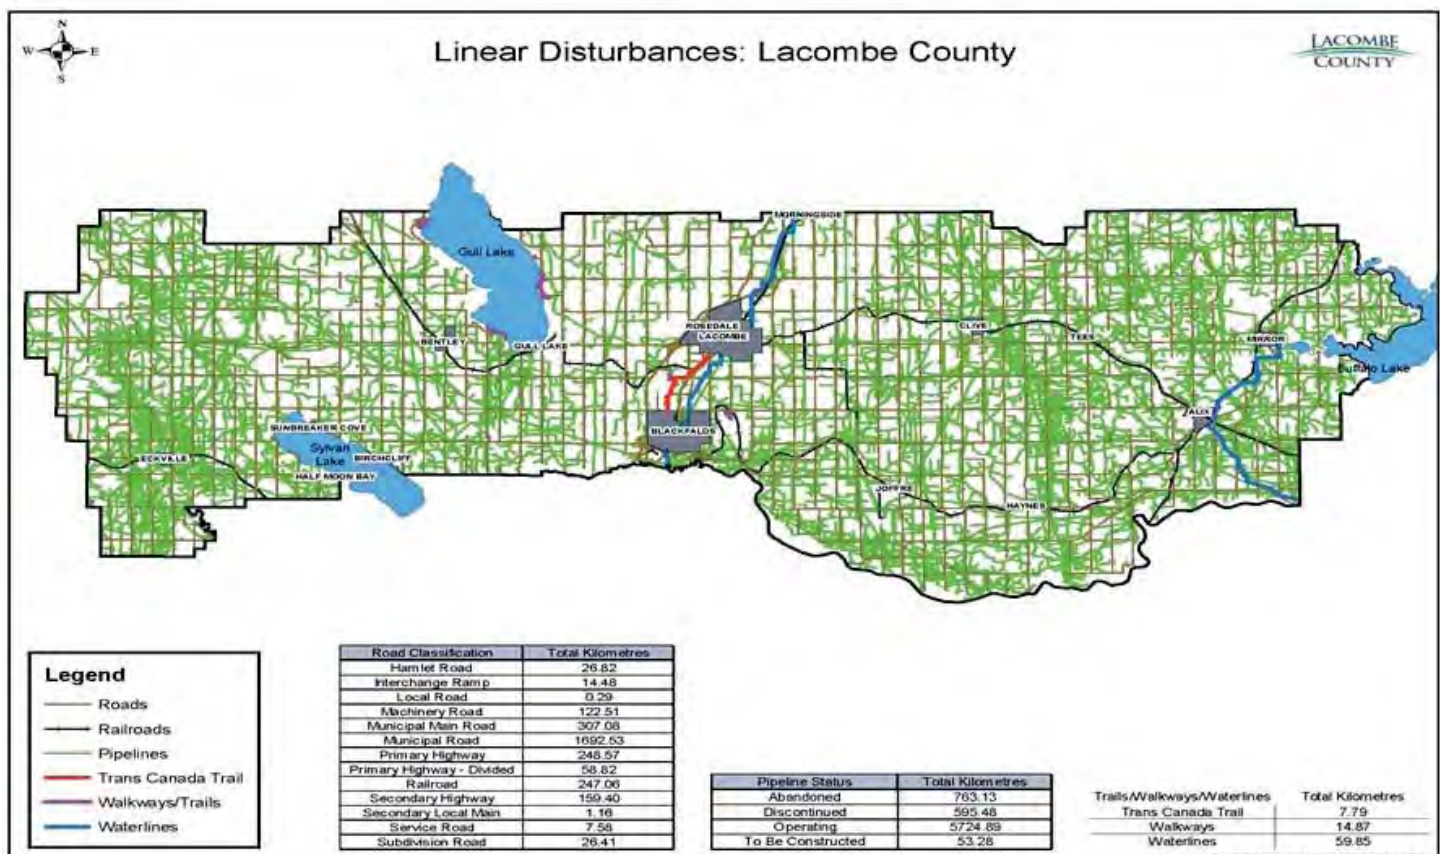 N
W E
S
Linear Disturbances: Lacombe County
LACOMBE
COUNTY
MORNINGSIDE
Gull Lake
ROSEDALE
LACOMBE
CLIVE
TEES
MIRROR
BENTLEY
GULL LAKE
Buffalo Lake
ALIX
SUNBREAKER COVE
BLACKFALDS
Sylvan
Lake
BIRCHCLIFF
ECKVILLE
HALF MOON BAY
JOFFRE
HAYNES
Legend
Roads
Railroads
Pipelines
Trans Canada Trail
Walkways/Trails
Waterlines
Road Classification Total Kilometres
Hamlet Road 26.82
Interchange Ramp 14.48
Local Road 0.29
Machinery Road 122.51
Municipal Main Road 307.08
Municipal Road 1692.53
Primary Highway 248.57
Primary Highway - Divided 58.82
Railroad 247.06
Secondary Highway 159.40
Secondary Local Main 1.16
Service Road 7.58
Subdivision Road 26.41
Pipeline Status Total Kilometres
Abandoned 763.13
Discontinued 595.48
Operating 5724.89
To Be Constructed 53.28
Trails/Walkways/Waterlines Total Kilometres
Trans Canada Trail 7.79
Walkways 14.87
Waterlines 59.85